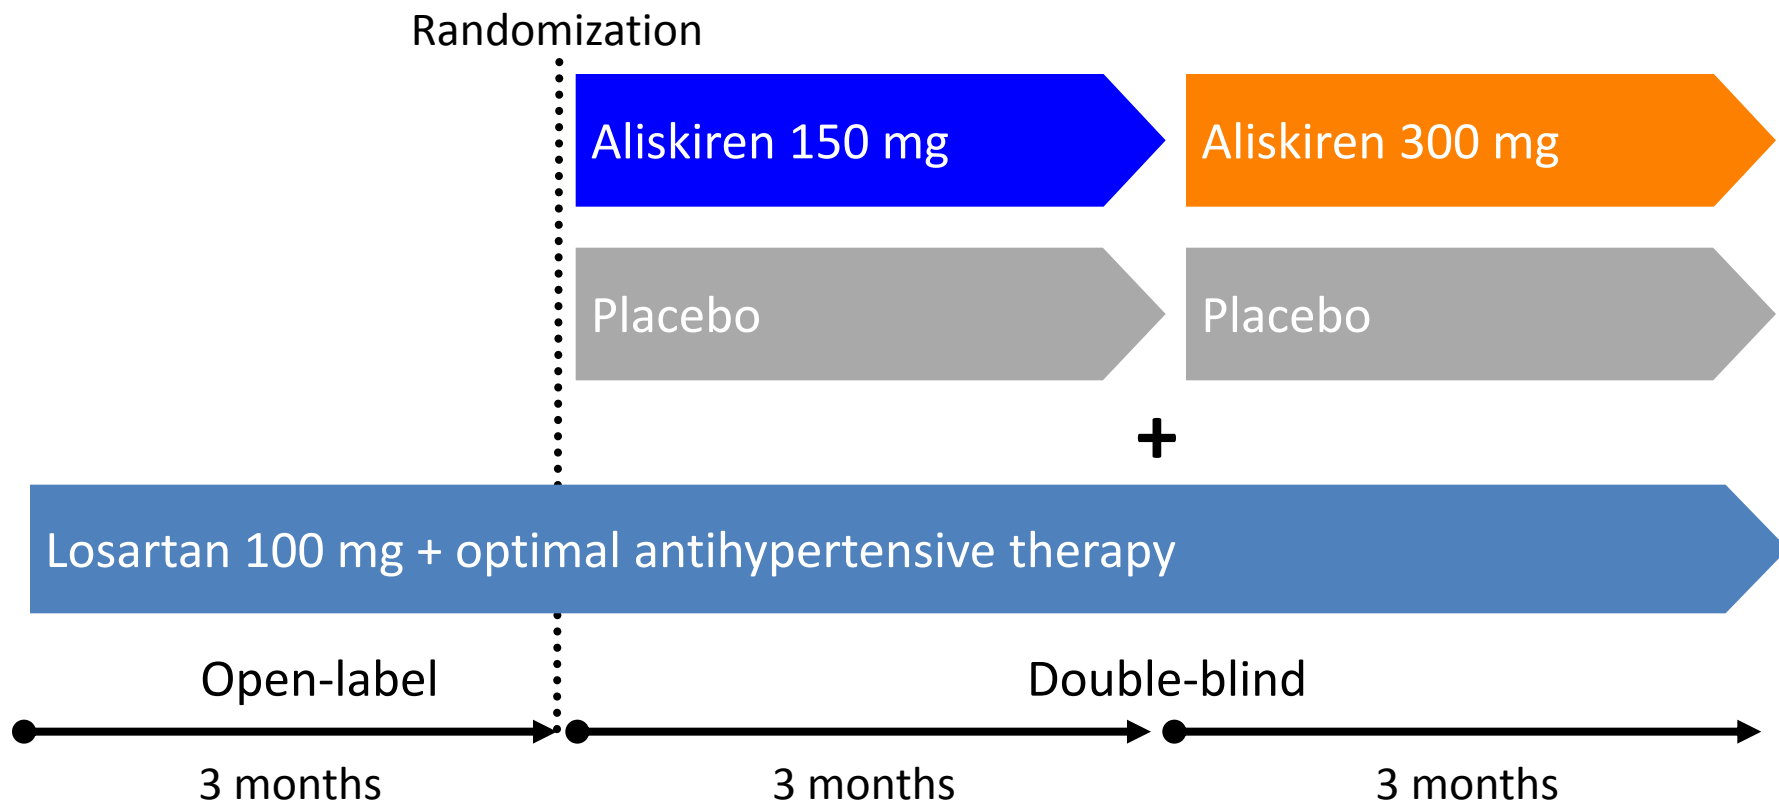 Randomization
Aliskiren 150 mg
Aliskiren 300 mg
Placebo
Placebo
+
Losartan 100 mg + optimal antihypertensive therapy
Open-label
Double-blind
3 months
3 months
3 months